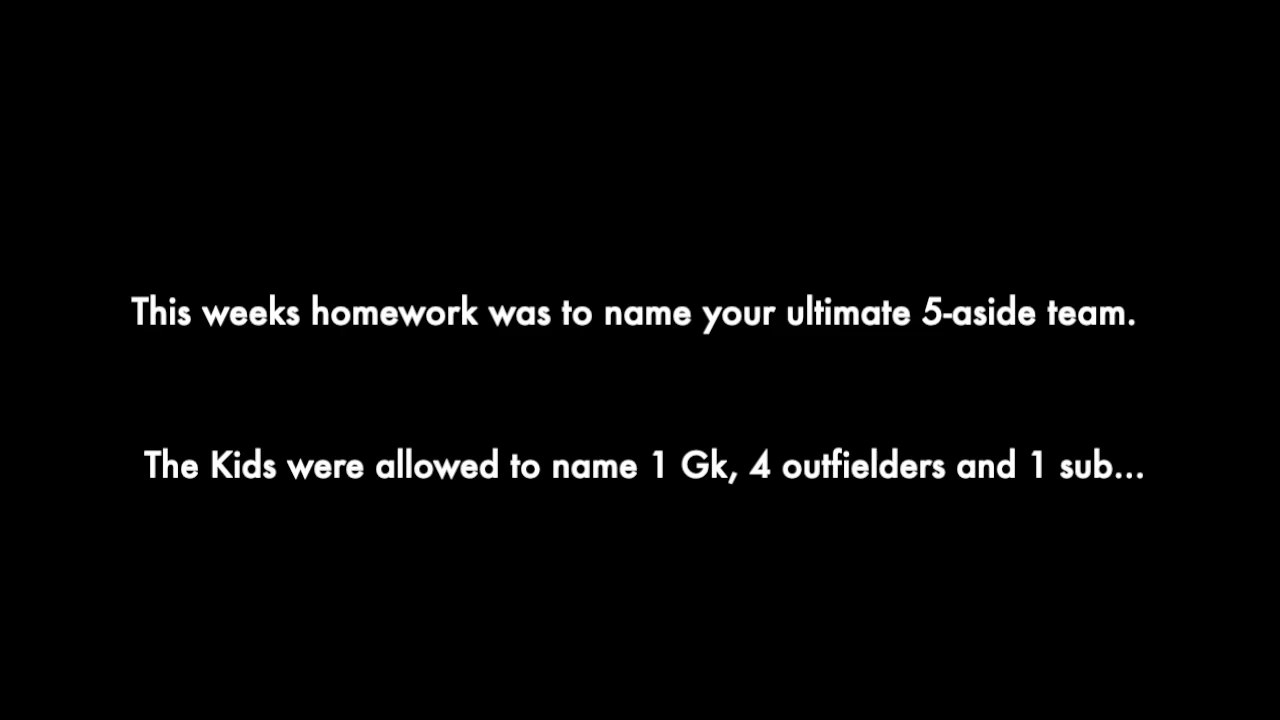 This weeks homework was to name your ultimate 5-aside team.
The Kids were allowed to name 1 Gk, 4 outfielders and 1 sub...